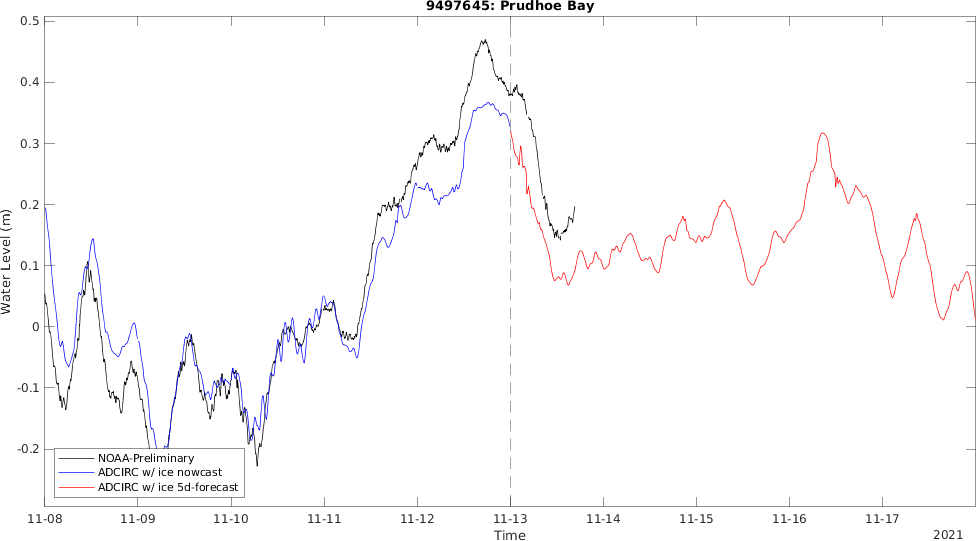 9497645: Prudhoe Bay
0.5
0.4
0.3
0.2
0.1
0
-0.1
-0.2
Water Level (m)
NOAA-Preliminary
ADCIRC w/ ice nowcast
ADCIRC w/ ice 5d-forecast
11-08 11-09 11-10 11-11 11-12 11-13 11-14 11-15 11-16 11-17
Time
2021